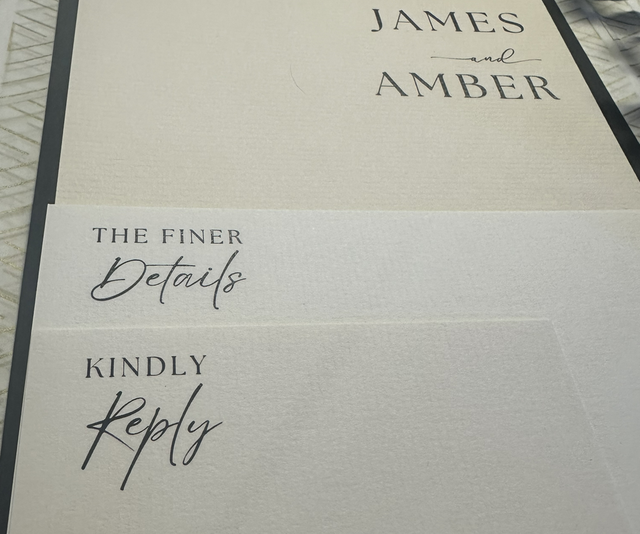 JAMES
and
AMBER
THE FINER
Details
KINDLY
Reply